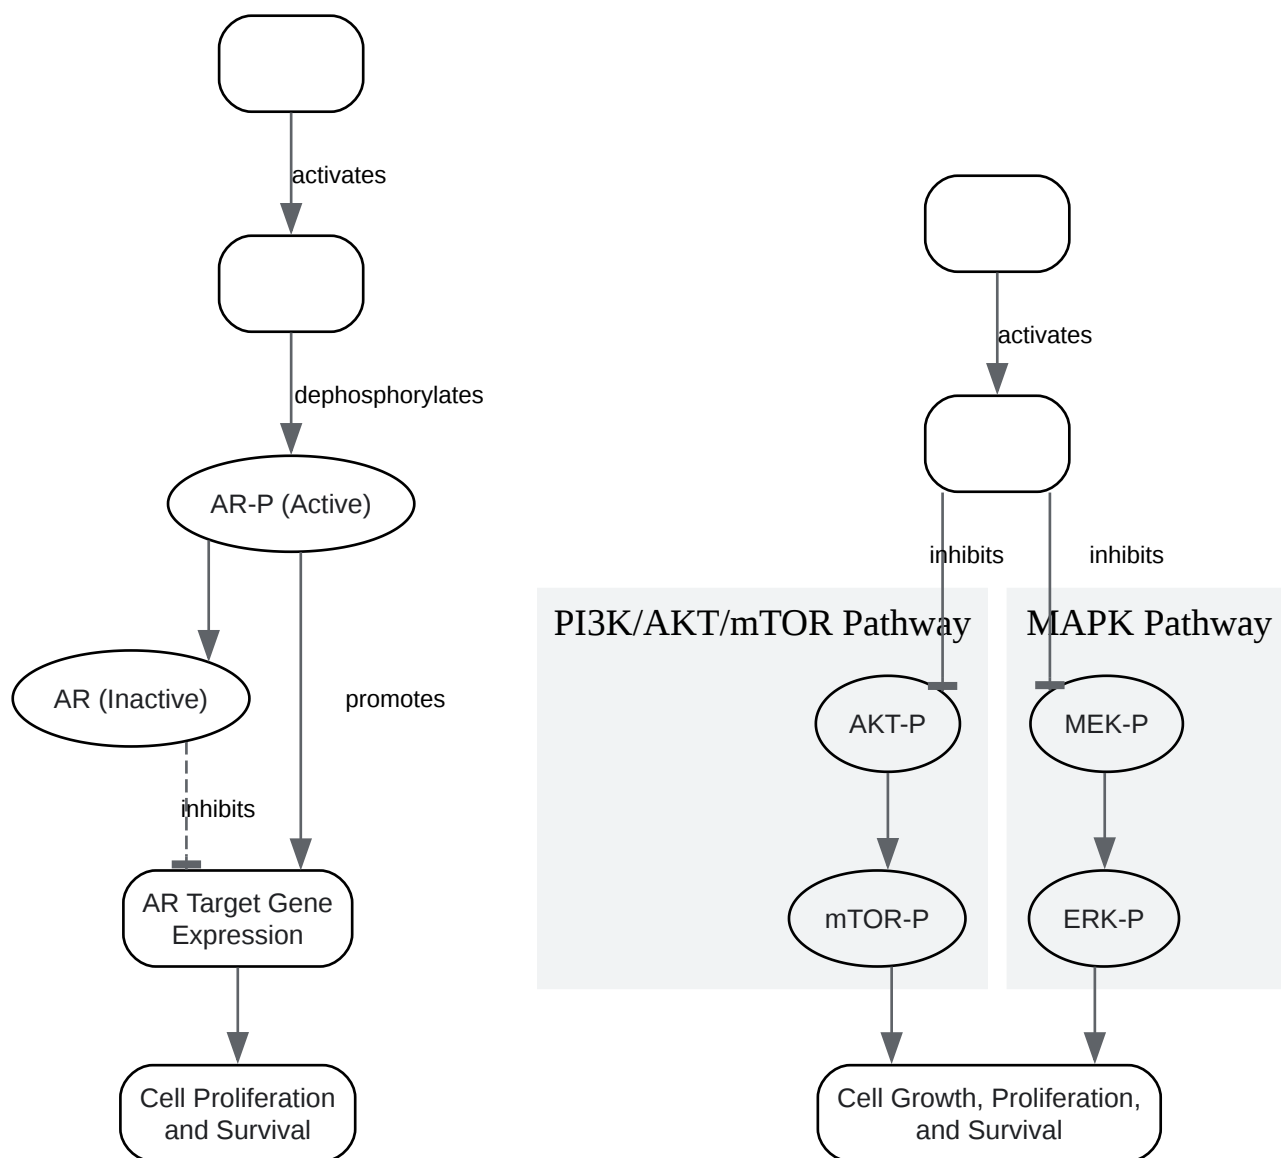 activates
dephosphorylates
AR-P (Active)
AR (Inactive)
promotes
inhibits
AR Target Gene
Expression
Cell Proliferation
and Survival
activates
inhibits
inhibits
PI3K/AKT/mTOR Pathway
AKT-P
mTOR-P
MAPK Pathway
MEK-P
ERK-P
Cell Growth, Proliferation,
and Survival